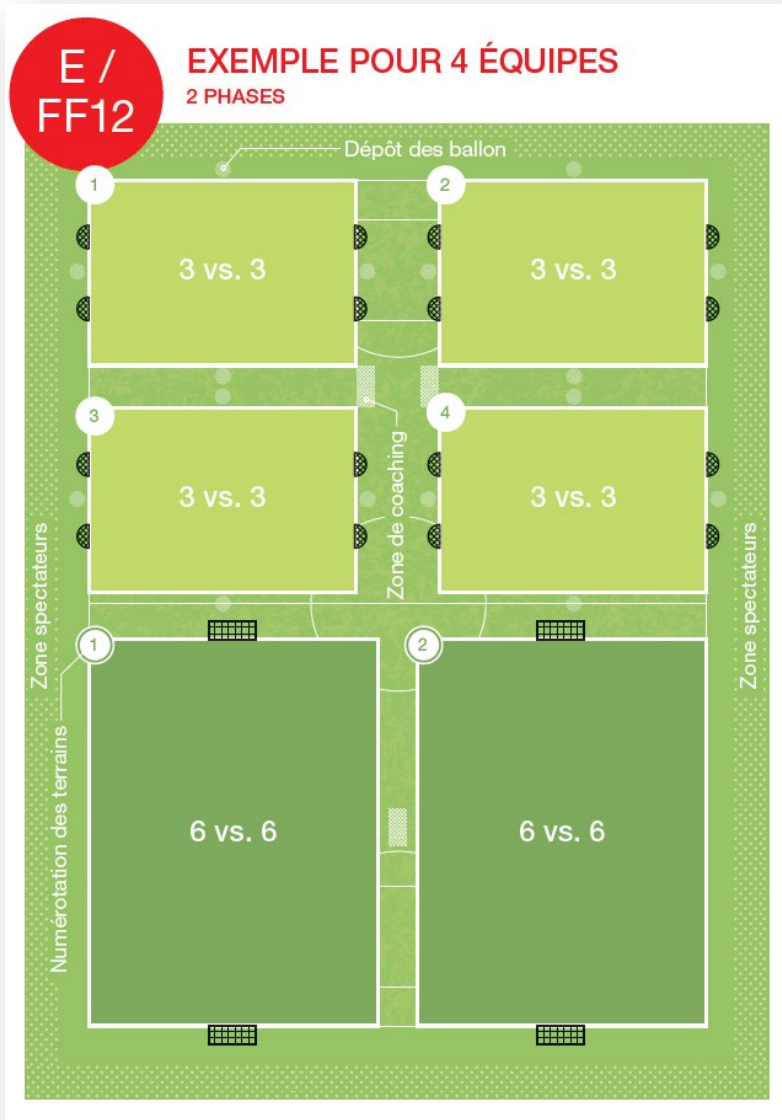 E /
FF12
EXEMPLE POUR 4 ÉQUIPES
2 PHASES
Dépôt des ballon
1
2
3 vs. 3
3 vs. 3
3
4
3 vs. 3
3 vs. 3
Zone de coaching
Zone spectateurs
Zone spectateurs
1
2
Numérotation des terrains
6 vs. 6
6 vs. 6